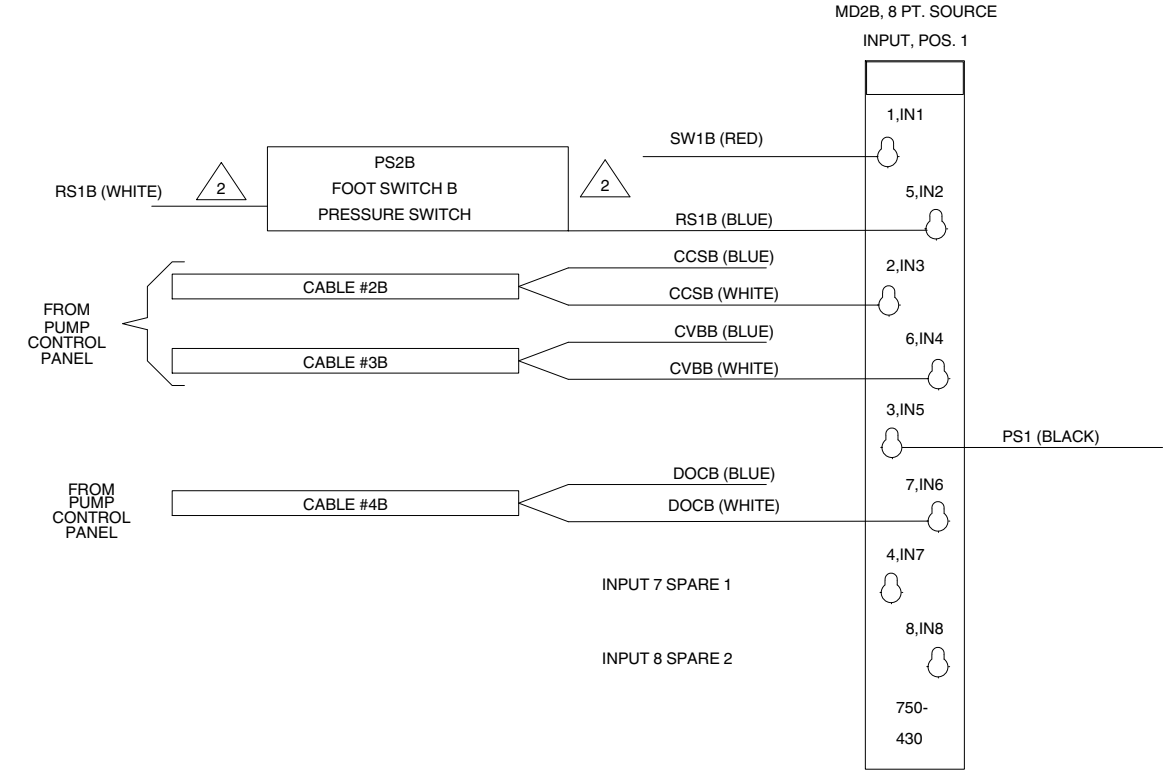 MD2B, 8 PT. SOURCE
INPUT, POS. 1
1,IN1
SW1B (RED)
PS2B
FOOT SWITCH B
PRESSURE SWITCH
2
2
RS1B (WHITE)
5,IN2
RS1B (BLUE)
CCSB (BLUE)
2,IN3
CABLE #2B
CCSB (WHITE)
FROM
PUMP
CONTROL
PANEL
CVBB (BLUE)
6,IN4
CABLE #3B
CVBB (WHITE)
3,IN5
PS1 (BLACK)
DOCB (BLUE)
7,IN6
FROM
PUMP
CONTROL
PANEL
CABLE #4B
DOCB (WHITE)
4,IN7
INPUT 7 SPARE 1
8,IN8
INPUT 8 SPARE 2
750-
430